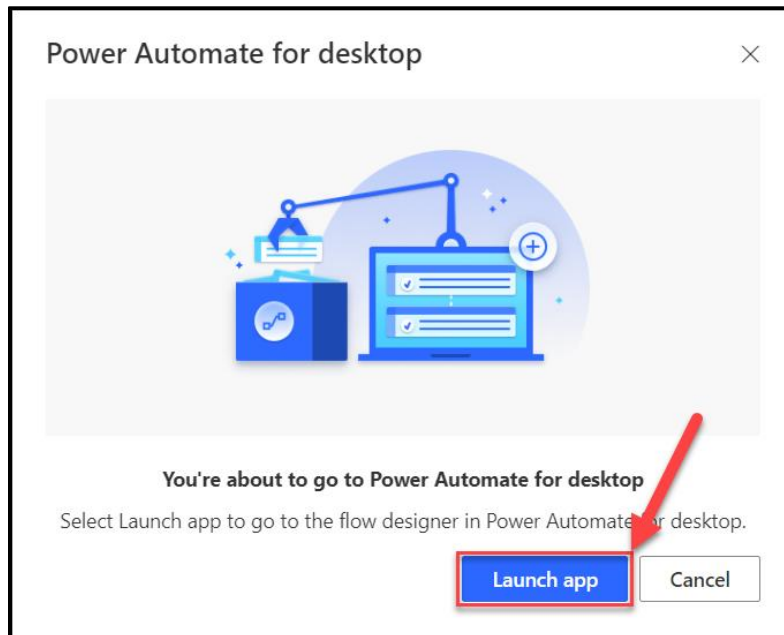 Power Automate for desktop
You're about to go to Power Automate for desktop
Select Launch app to go to the flow designer in Power Automate for desktop.
Launch app
Cancel